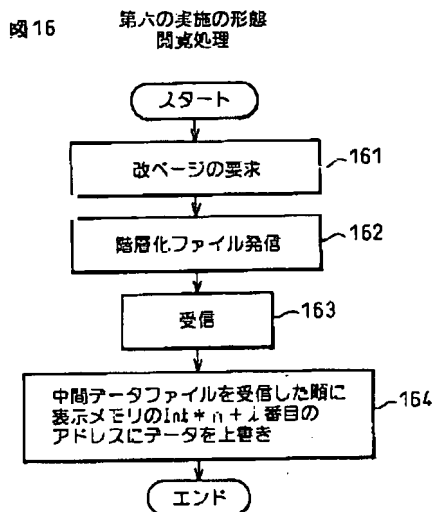 図16
第六の実施の形態
閲覧処理
スタート
改ページの要求
161
階層化ファイル発信
162
受信
163
中間データファイルを受信した順に
表示メモリのInt*n+i番目の
アドレスにデータを上書き
164
エンド